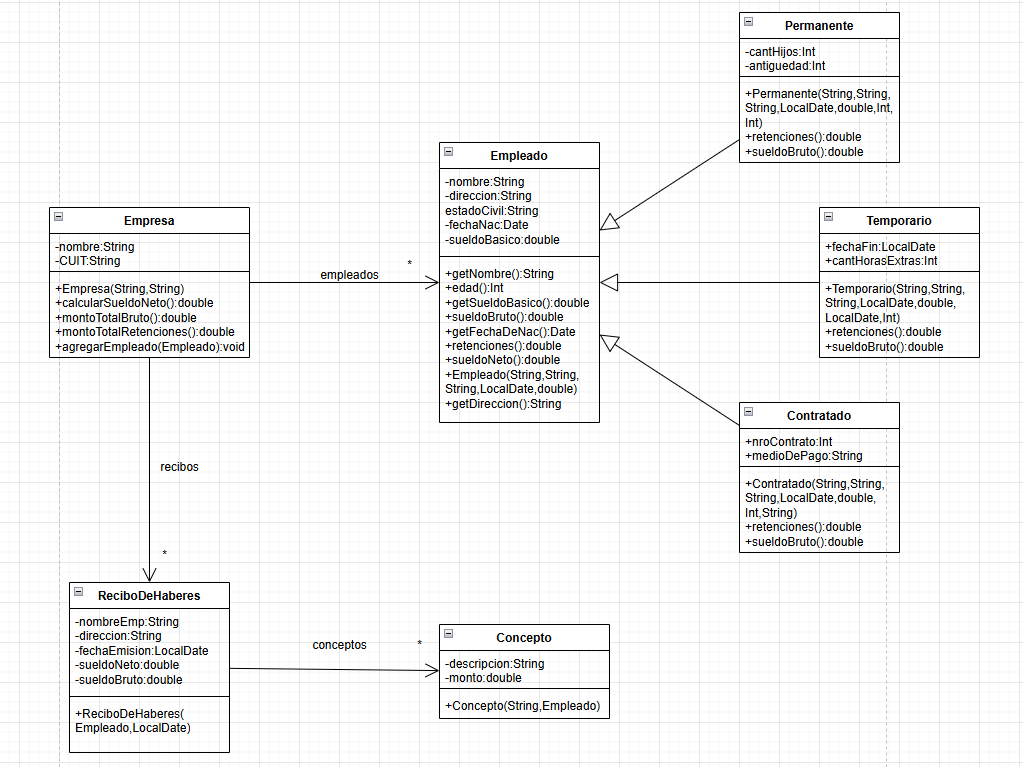 Permanente
-cantHijos:Int
-antiguedad:Int
+Permanente(String,String,
String,LocalDate,double,Int,
Int)
+retenciones():double
+sueldoBruto():double
Empleado
-nombre:String
-direccion:String
estadoCivil:String
-fechaNac:Date
-sueldoBasico:double
+getNombre():String
+edad():Int
+getSueldoBasico():double
+sueldoBruto():double
+getFechaDeNac():Date
+retenciones():double
+sueldoNeto():double
+Empleado(String,String,
String,LocalDate,double)
+getDireccion():String
Empresa
-nombre:String
-CUIT:String
+Empresa(String,String)
+calcularSueldoNeto():double
+montoTotalBruto():double
+montoTotalRetenciones():double
+agregarEmpleado(Empleado):void
*
empleados
Temporario
+fechaFin:LocalDate
+cantHorasExtras:Int
+Temporario(String,String,
String,LocalDate,double,
LocalDate,Int)
+retenciones():double
+sueldoBruto():double
Contratado
+nroContrato:Int
+medioDePago:String
+Contratado(String,String,
String,LocalDate,double,
Int,String)
+retenciones():double
+sueldoBruto():double
recibos
*
ReciboDeHaberes
-nombreEmp:String
-direccion:String
-fechaEmision:LocalDate
-sueldoNeto:double
-sueldoBruto:double
+ReciboDeHaberes(
Empleado,LocalDate)
conceptos
*
Concepto
-descripcion:String
-monto:double
+Concepto(String,Empleado)